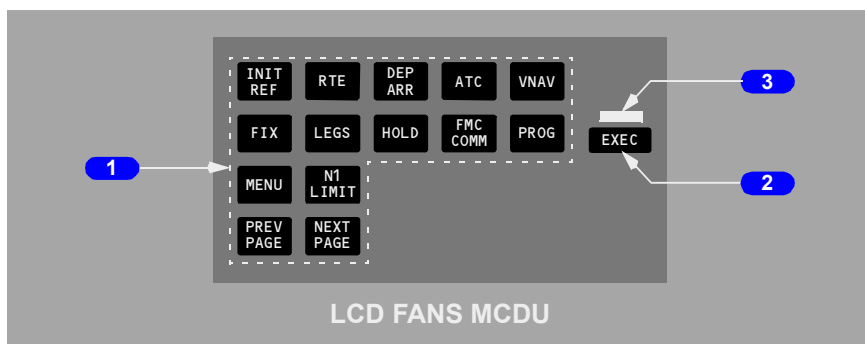 INIT
REF
RTE
DEP
ARR
ATC
VNAV
3
FIX
LEGS
HOLD
FMC
COMM
PROG
EXEC
1
MENU
N1
LIMIT
2
PREV
PAGE
NEXT
PAGE
LCD FANS MCDU